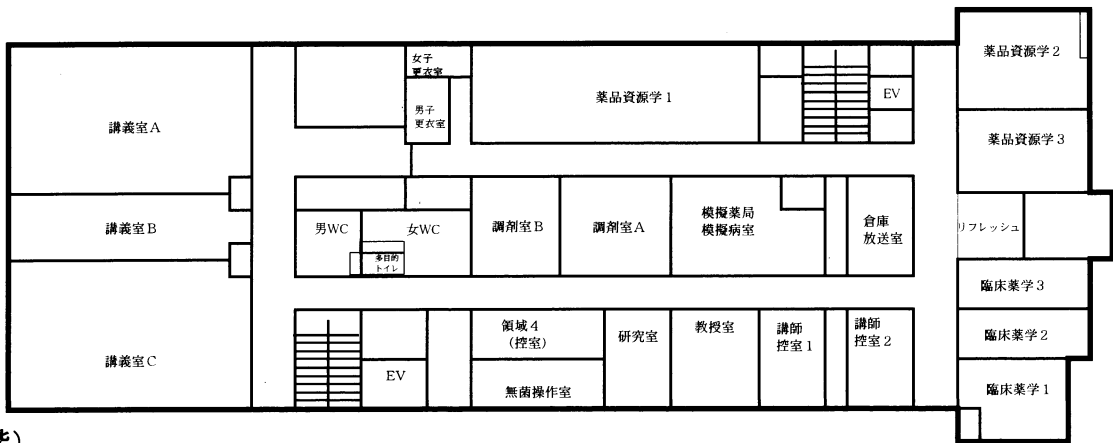 女子
更衣室
薬品資源学2
薬品資源学1
EV
男子
更衣室
講義室A
薬品資源学3
講義室B
男WC
女WC
多目的
トイレ
調剤室B
調剤室A
模擬薬局
模擬病室
倉庫
放送室
リフレッシュ
臨床薬学3
領域4
(控室)
研究室
教授室
講師
控室1
講師
控室2
臨床薬学2
講義室C
EV
無菌操作室
臨床薬学1